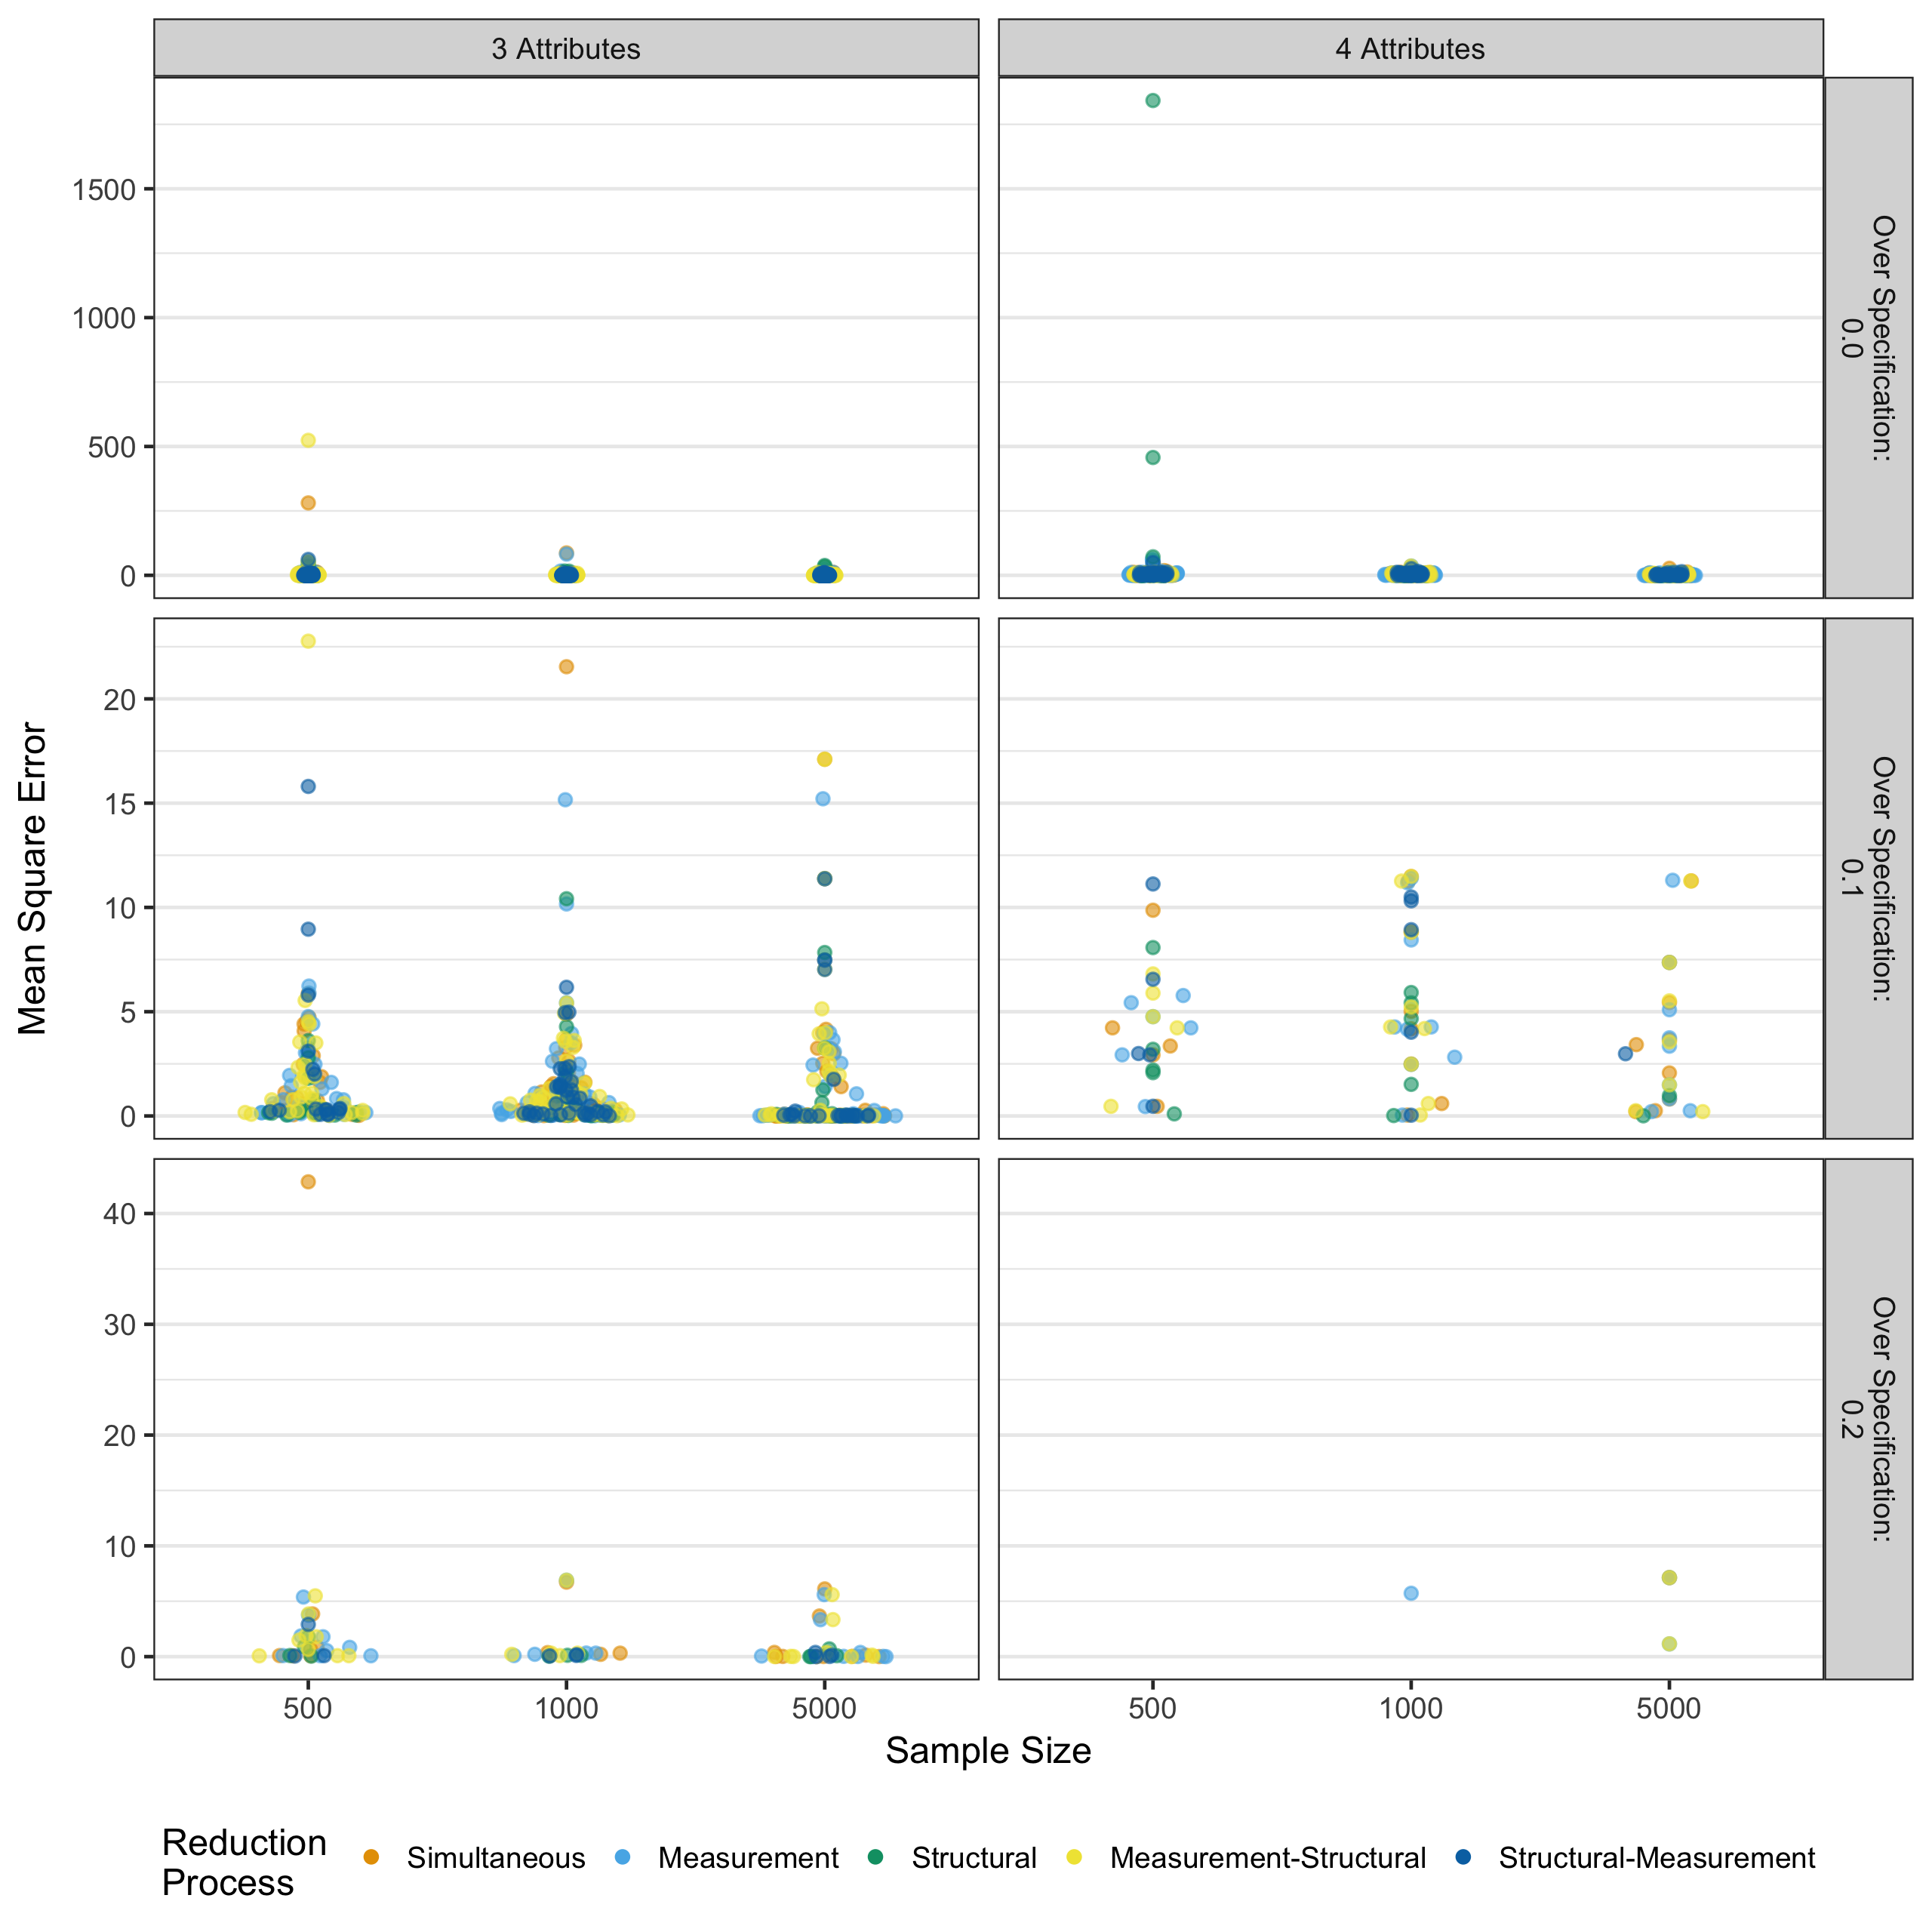 3 Attributes
4 Attributes
1500
1000
500
0
Over Specification:
0.0
20
15
10
5
0
Over Specification:
0.1
40
30
20
10
0
Over Specification:
0.2
Mean Square Error
500
1000
5000
500
1000
5000
Sample Size
Reduction
Process
Simultaneous
Measurement
Structural
Measurement-Structural
Structural-Measurement